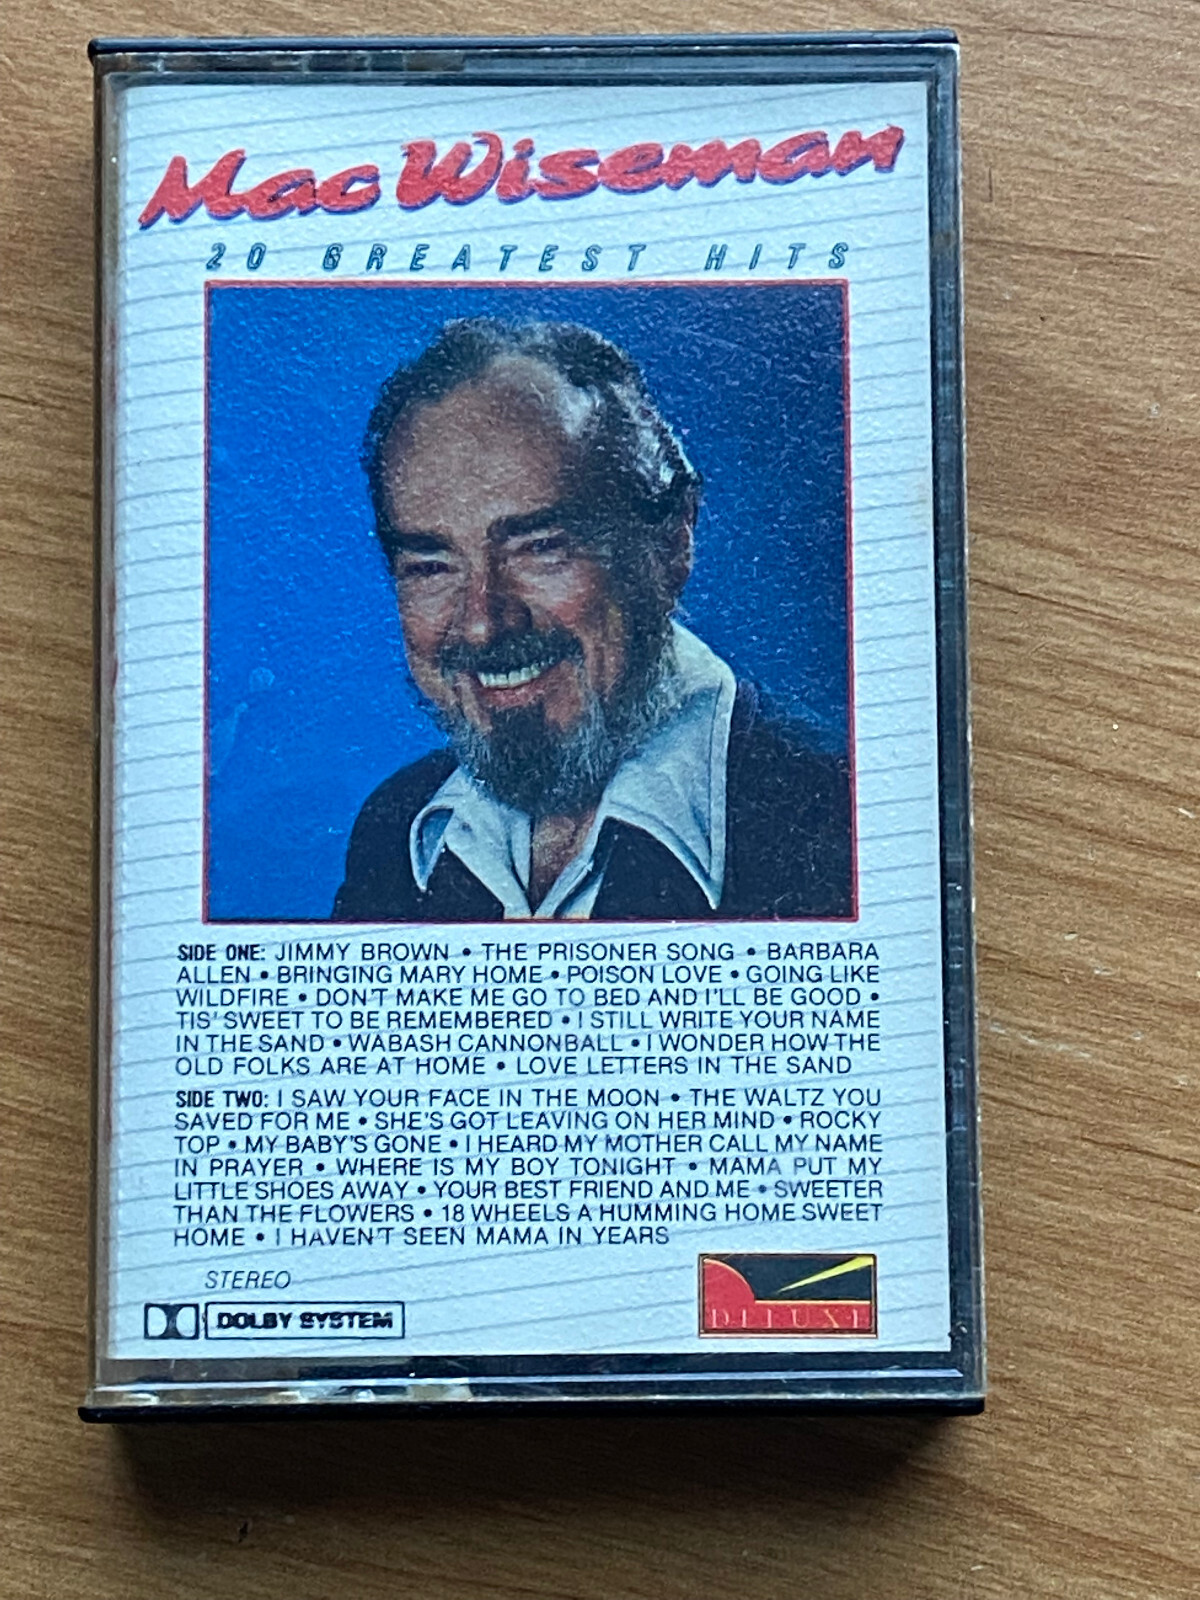 Mac Wiseman
20 GREATEST HITS
SIDE ONE: JIMMY BROWN • THE PRISONER SONG • BARBARA
ALLEN • BRINGING MARY HOME • POISON LOVE • GOING LIKE
WILDFIRE • DON'T MAKE ME GO TO BED AND I'LL BE GOOD •
TIS' SWEET TO BE REMEMBERED • I STILL WRITE YOUR NAME
IN THE SAND • WABASH CANNONBALL • I WONDER HOW THE
OLD FOLKS ARE AT HOME • LOVE LETTERS IN THE SAND
SIDE TWO: I SAW YOUR FACE IN THE MOON • THE WALTZ YOU
SAVED FOR ME • SHE'S GOT LEAVING ON HER MIND • ROCKY
TOP • MY BABY'S GONE • I HEARD MY MOTHER CALL MY NAME
IN PRAYER • WHERE IS MY BOY TONIGHT • MAMA PUT MY
LITTLE SHOES AWAY • YOUR BEST FRIEND AND ME • SWEETER
THAN THE FLOWERS • 18 WHEELS A HUMMING HOME SWEET
HOME • I HAVEN'T SEEN MAMA IN YEARS
STEREO
DOLBY SYSTEM
DELUXE